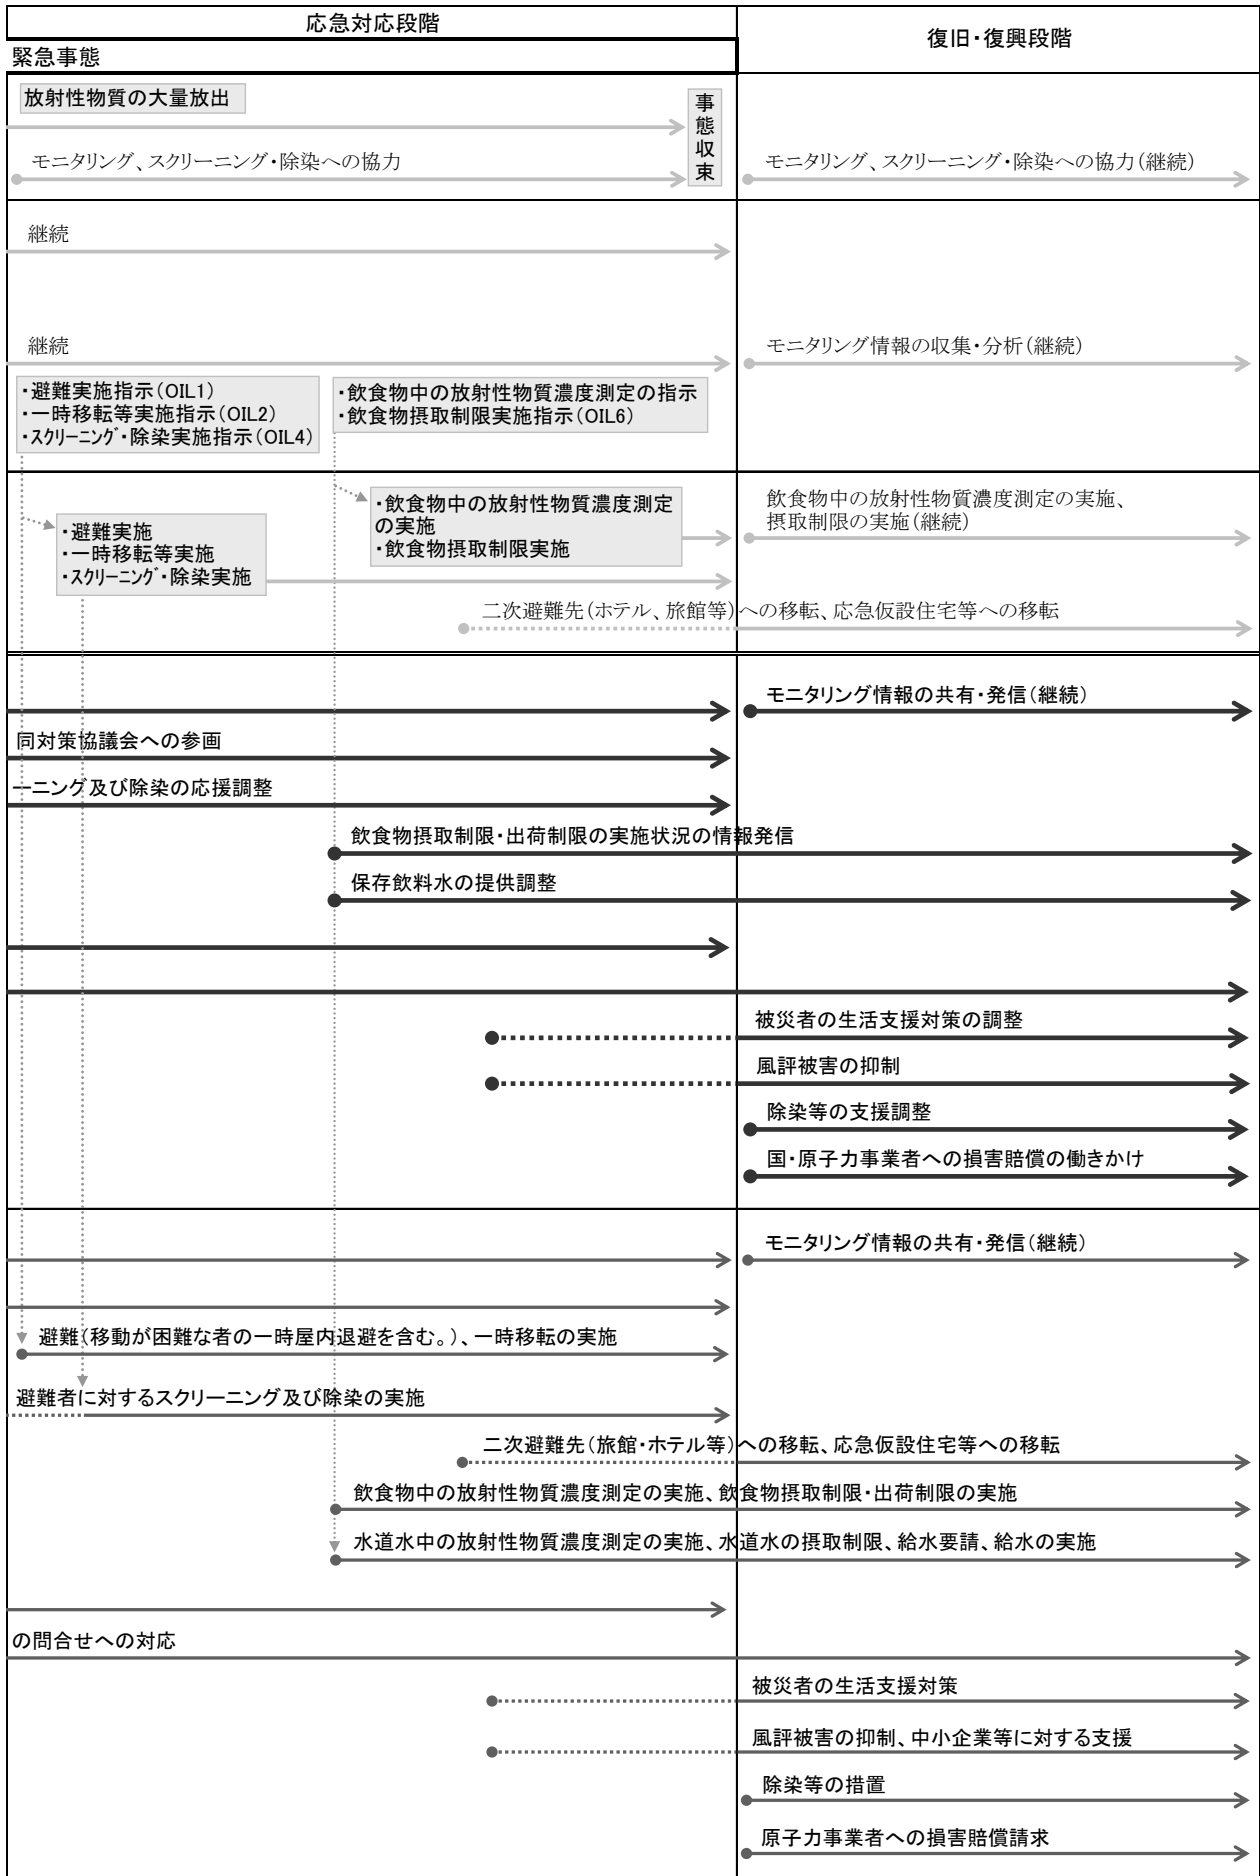 応急対応段階
復旧・復興段階
緊急事態
放射性物質の大量放出
事態収束
モニタリング、スクリーニング・除染への協力
モニタリング、スクリーニング・除染への協力(継続)
継続
継続
モニタリング情報の収集・分析(継続)
・避難実施指示(OIL1)
・一時移転等実施指示(OIL2)
・スクリーニング・除染実施指示(OIL4)
・飲食物中の放射性物質濃度測定の指示
・飲食物摂取制限実施指示(OIL6)
・飲食物中の放射性物質濃度測定
の実施
・飲食物摂取制限実施
飲食物中の放射性物質濃度測定の実施、
摂取制限の実施(継続)
・避難実施
・一時移転等実施
・スクリーニング・除染実施
二次避難先(ホテル、旅館等)への移転、応急仮設住宅等への移転
モニタリング情報の共有・発信(継続)
同対策協議会への参画
ーニング及び除染の応援調整
飲食物摂取制限・出荷制限の実施状況の情報発信
保存飲料水の提供調整
被災者の生活支援対策の調整
風評被害の抑制
除染等の支援調整
国・原子力事業者への損害賠償の働きかけ
モニタリング情報の共有・発信(継続)
避難(移動が困難な者の一時屋内退避を含む。)、一時移転の実施
避難者に対するスクリーニング及び除染の実施
二次避難先(旅館・ホテル等)への移転、応急仮設住宅等への移転
飲食物中の放射性物質濃度測定の実施、飲食物摂取制限・出荷制限の実施
水道水中の放射性物質濃度測定の実施、水道水の摂取制限、給水要請、給水の実施
の問合せへの対応
被災者の生活支援対策
風評被害の抑制、中小企業等に対する支援
除染等の措置
原子力事業者への損害賠償請求